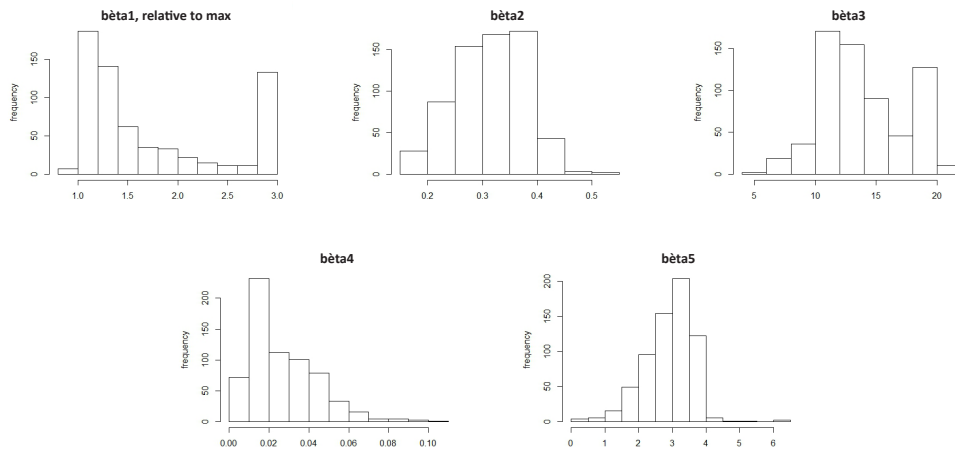 bèta1, relative to max
frequency
0 50 100 150
1.0 1.5 2.0 2.5 3.0
bèta2
frequency
0 50 100 150
0.2 0.3 0.4 0.5
bèta3
frequency
0 50 100 150
5 10 15 20
bèta4
frequency
0 50 100 150 200
0.00 0.02 0.04 0.06 0.08 0.10
bèta5
frequency
0 50 100 150 200
0 1 2 3 4 5 6